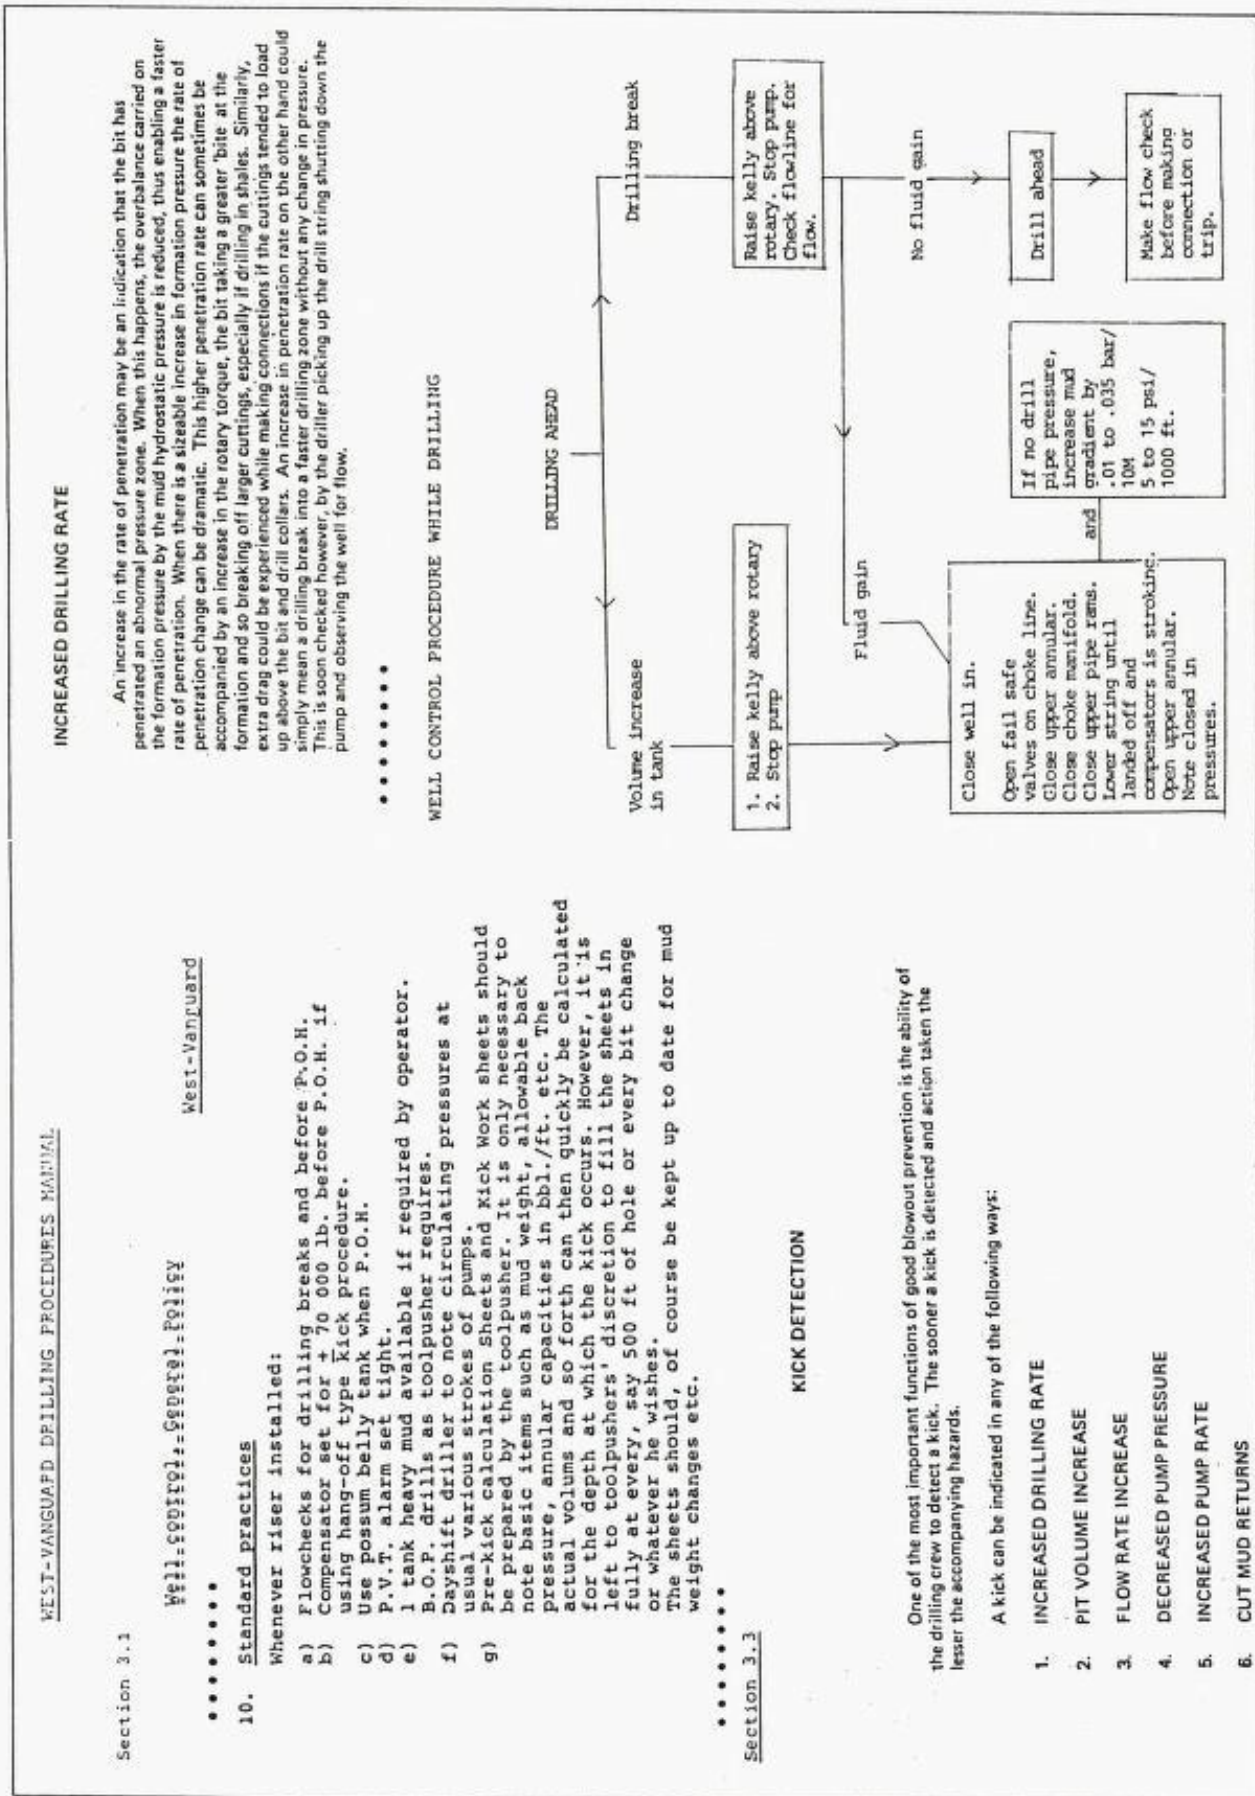 WEST-VANGUARD DRILLING PROCEDURES MANUAL
Section 3.1
Well control - General Policy
West-Vanguard
•••••••
10. Standard practices
Whenever riser installed:
a) Flowchecks for drilling breaks and before P.O.H.
b) Compensator set for + 70 000 lb. before P.O.H. if
using hang-off type kick procedure.
c) Use possum belly tank when P.O.H.
d) P.V.T. alarm set tight.
e) 1 tank heavy mud available if required by operator.
B.O.P. drills as toolpusher requires.
f) Dayshift driller to note circulating pressures at
usual various strokes of pumps.
g) Pre-kick calculation Sheets and Kick Work sheets should
be prepared by the toolpusher. It is only necessary to
note basic items such as mud weight, allowable back
pressure, annular capacities in bbl./ft. etc. The
actual volums and so forth can then quickly be calculated
for the depth at which the kick occurs. However, it is
left to toolpushers' discretion to fill the sheets in
fully at every, say 500 ft of hole or every bit change
or whatever he wishes.
The sheets should, of course be kept up to date for mud
weight changes etc.
•••••••
Section 3.3
KICK DETECTION
One of the most important functions of good blowout prevention is the ability of
the drilling crew to detect a kick. The sooner a kick is detected and action taken the
lesser the accompanying hazards.
A kick can be indicated in any of the following ways:
1. INCREASED DRILLING RATE
2. PIT VOLUME INCREASE
3. FLOW RATE INCREASE
4. DECREASED PUMP PRESSURE
5. INCREASED PUMP RATE
6. CUT MUD RETURNS
INCREASED DRILLING RATE
An increase in the rate of penetration may be an indication that the bit has
penetrated an abnormal pressure zone. When this happens, the overbalance carried on
the formation pressure by the mud hydrostatic pressure is reduced, thus enabling a faster
rate of penetration. When there is a sizeable increase in formation pressure the rate of
penetration change can be dramatic. This higher penetration rate can sometimes be
accompanied by an increase in the rotary torque, the bit taking a greater 'bite' at the
formation and so breaking off larger cuttings, especially if drilling in shales. Similarly,
extra drag could be experienced while making connections if the cuttings tended to load
up above the bit and drill collars. An increase in penetration rate on the other hand could
simply mean a drilling break into a faster drilling zone without any change in pressure.
This is soon checked however, by the driller picking up the drill string shutting down the
pump and observing the well for flow.
•••••••
WELL CONTROL PROCEDURE WHILE DRILLING
DRILLING AHEAD
Volume increase
in tank
Drilling break
1. Raise kelly above rotary
2. Stop pump
Raise kelly above
rotary. Stop pump.
Check flowline for
flow.
Fluid gain
No fluid gain
Close well in.
Open fail safe
valves on choke line.
Close upper annular.
Close choke manifold.
Close upper pipe rams.
Lower string until
landed off and
compensators is stroking.
Open upper annular.
Note closed in
pressures.
and
If no drill
pipe pressure,
increase mud
gradient by
.01 to .035 bar/
10M
5 to 15 psi/
1000 ft.
Drill ahead
Make flow check
before making
connection or
trip.